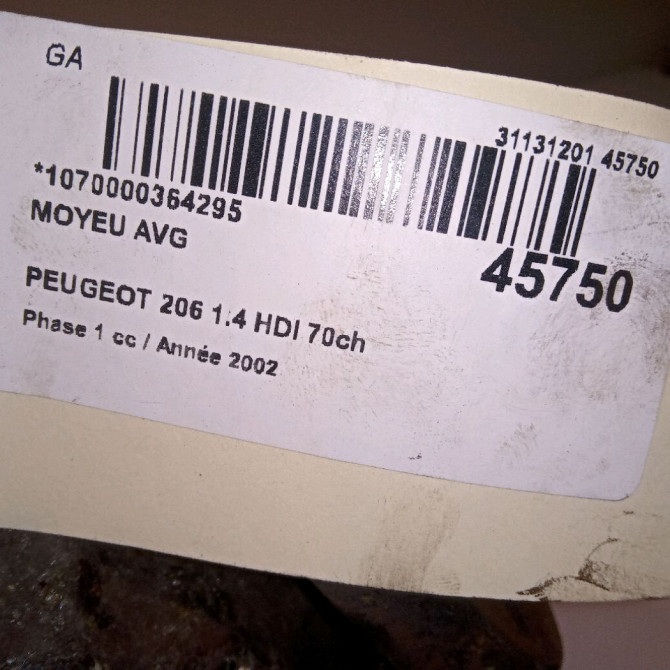 GA
31131201 45750
*1070000364295
MOYEU AVG
45750
PEUGEOT 206 1.4 HDI 70ch
Phase 1 cc / Année 2002